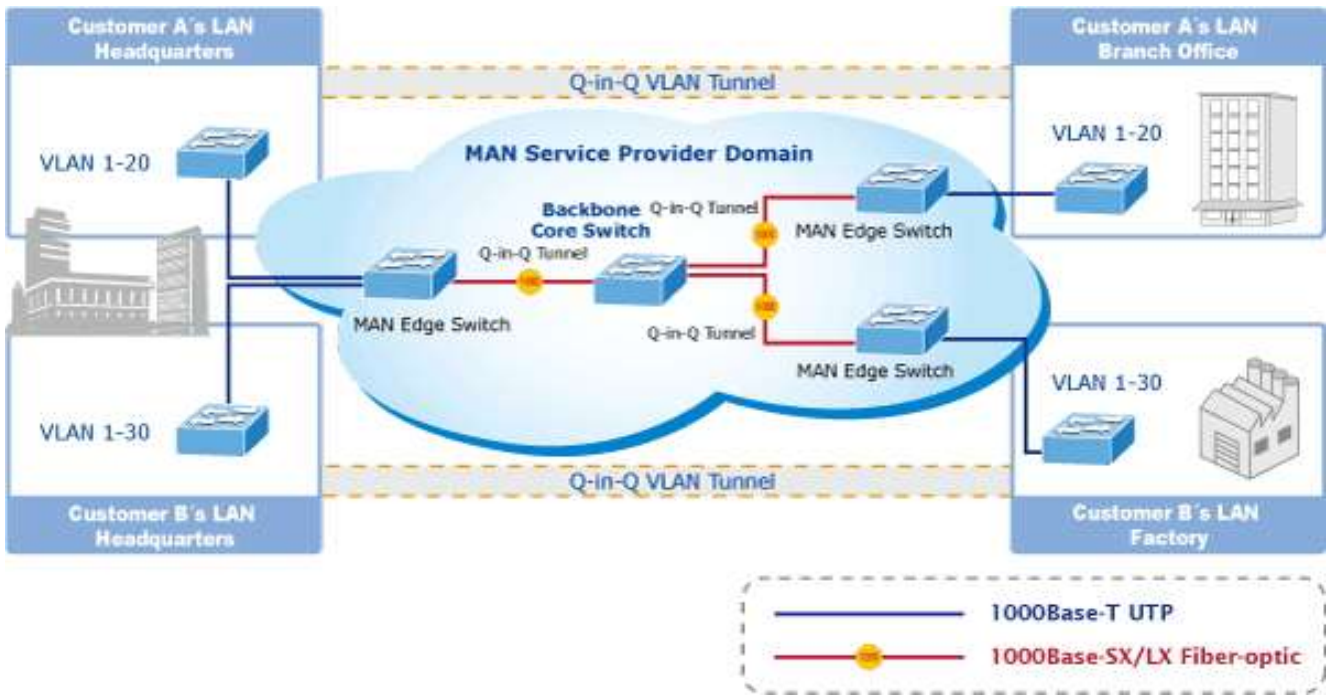 Customer A's LAN
Headquarters
Customer A's LAN
Branch Office
Q-in-Q VLAN Tunnel
VLAN 1-20
MAN Service Provider Domain
VLAN 1-20
Backbone
Core Switch
Q-in-Q Tunnel
MAN Edge Switch
Q-in-Q Tunnel
MAN Edge Switch
Q-in-Q Tunnel
MAN Edge Switch
VLAN 1-30
VLAN 1-30
Q-in-Q VLAN Tunnel
Customer B's LAN
Headquarters
Customer B's LAN
Factory
1000Base-T UTP
1000Base-SX/LX Fiber-optic